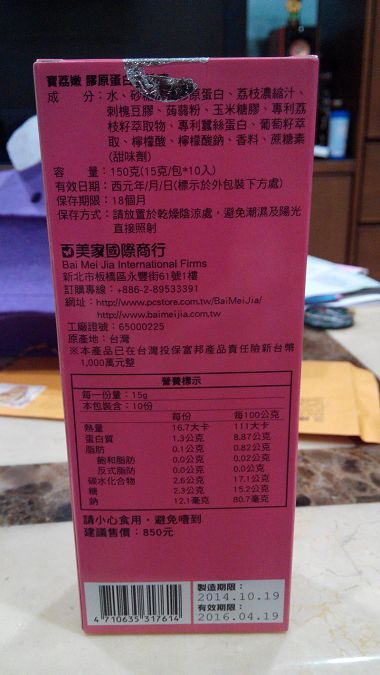 寶荔嫩 膠原蛋白
成　分：水、砂糖、膠原蛋白、荔枝濃縮汁、
刺槐豆膠、蒟蒻粉、玉米糖膠、專利荔
枝籽萃取物、專利蠶絲蛋白、葡萄籽萃
取、檸檬酸、檸檬酸鈉、香料、蔗糖素
(甜味劑)
容　量：150克(15克/包*10入)
有效日期：西元年/月/日(標示於外包裝下方處)
保存期限：18個月
保存方式：請放置於乾燥陰涼處，避免潮濕及陽光
直接照射
百美家國際商行
Bai Mei Jia International Firms
新北市板橋區永豐街61號1樓
訂購專線：+886-2-89533391
網址：http://www.pcstore.com.tw/BaiMeiJia/
http://www.baimeijia.com.tw
工廠證號：65000225
原產地：台灣
※本產品已在台灣投保富邦產品責任險新台幣
1,000萬元整
營養標示
每一份量：15g
本包裝含：10份
每份 每100公克
熱量 16.7大卡 111大卡
蛋白質 1.3公克 8.87公克
脂肪 0.1公克 0.82公克
飽和脂肪 0.0公克 0.02公克
反式脂肪 0.0公克 0.0公克
碳水化合物 2.6公克 17.1公克
糖 2.3公克 15.2公克
鈉 12.1毫克 80.7毫克
請小心食用，避免噎到
建議售價：850元
製造期限：
2014.10.19
有效期限：
2016.04.19
4 710635 317614